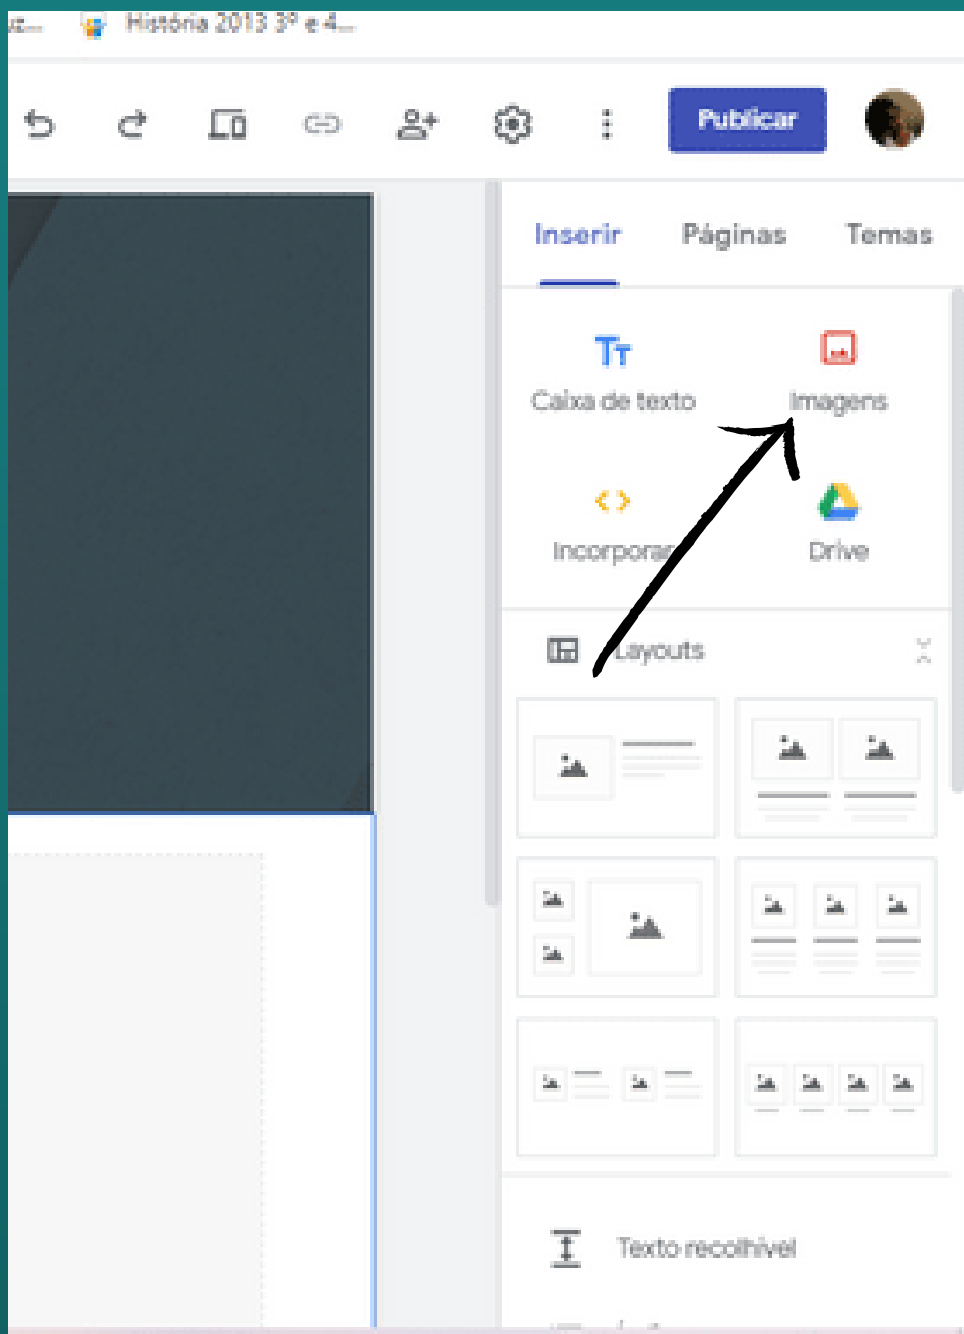 História 2013 3º e 4...
Publicar
Inserir Páginas Temas
Caixa de texto Imagens
Incorporar Drive
Layouts
Texto recolhível